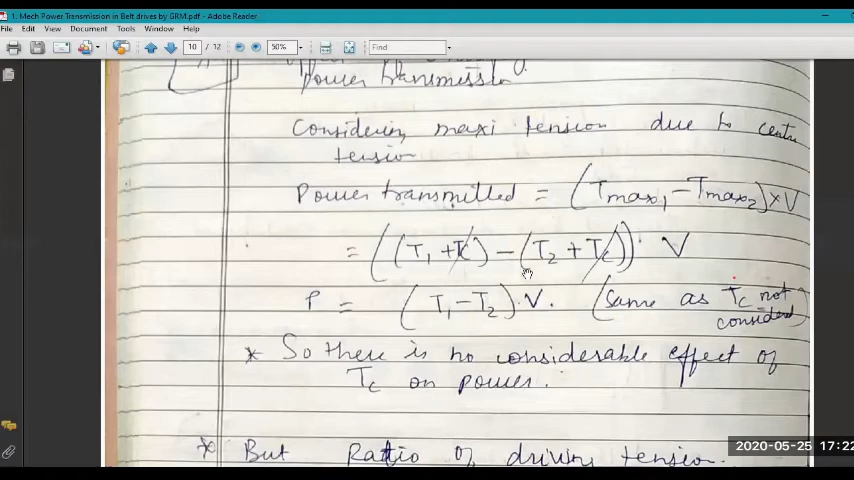 1. Mech Power Transmission in Belt drives by GRM.pdf - Adobe Reader
File Edit View Document Tools Window Help
10 / 12 50% Find
Power transmission
Considering maxi tension due to centri
tension
Power transmitted = (Tmax1 - Tmax2) × V
= ((T1 + Tc) - (T2 + Tc)) · V
P = (T1 - T2) · V. (Same as Tc not
considered)
* So there is no considerable effect of
Tc on power.
* But Ratio of driving tension.
2020-05-25 17:22